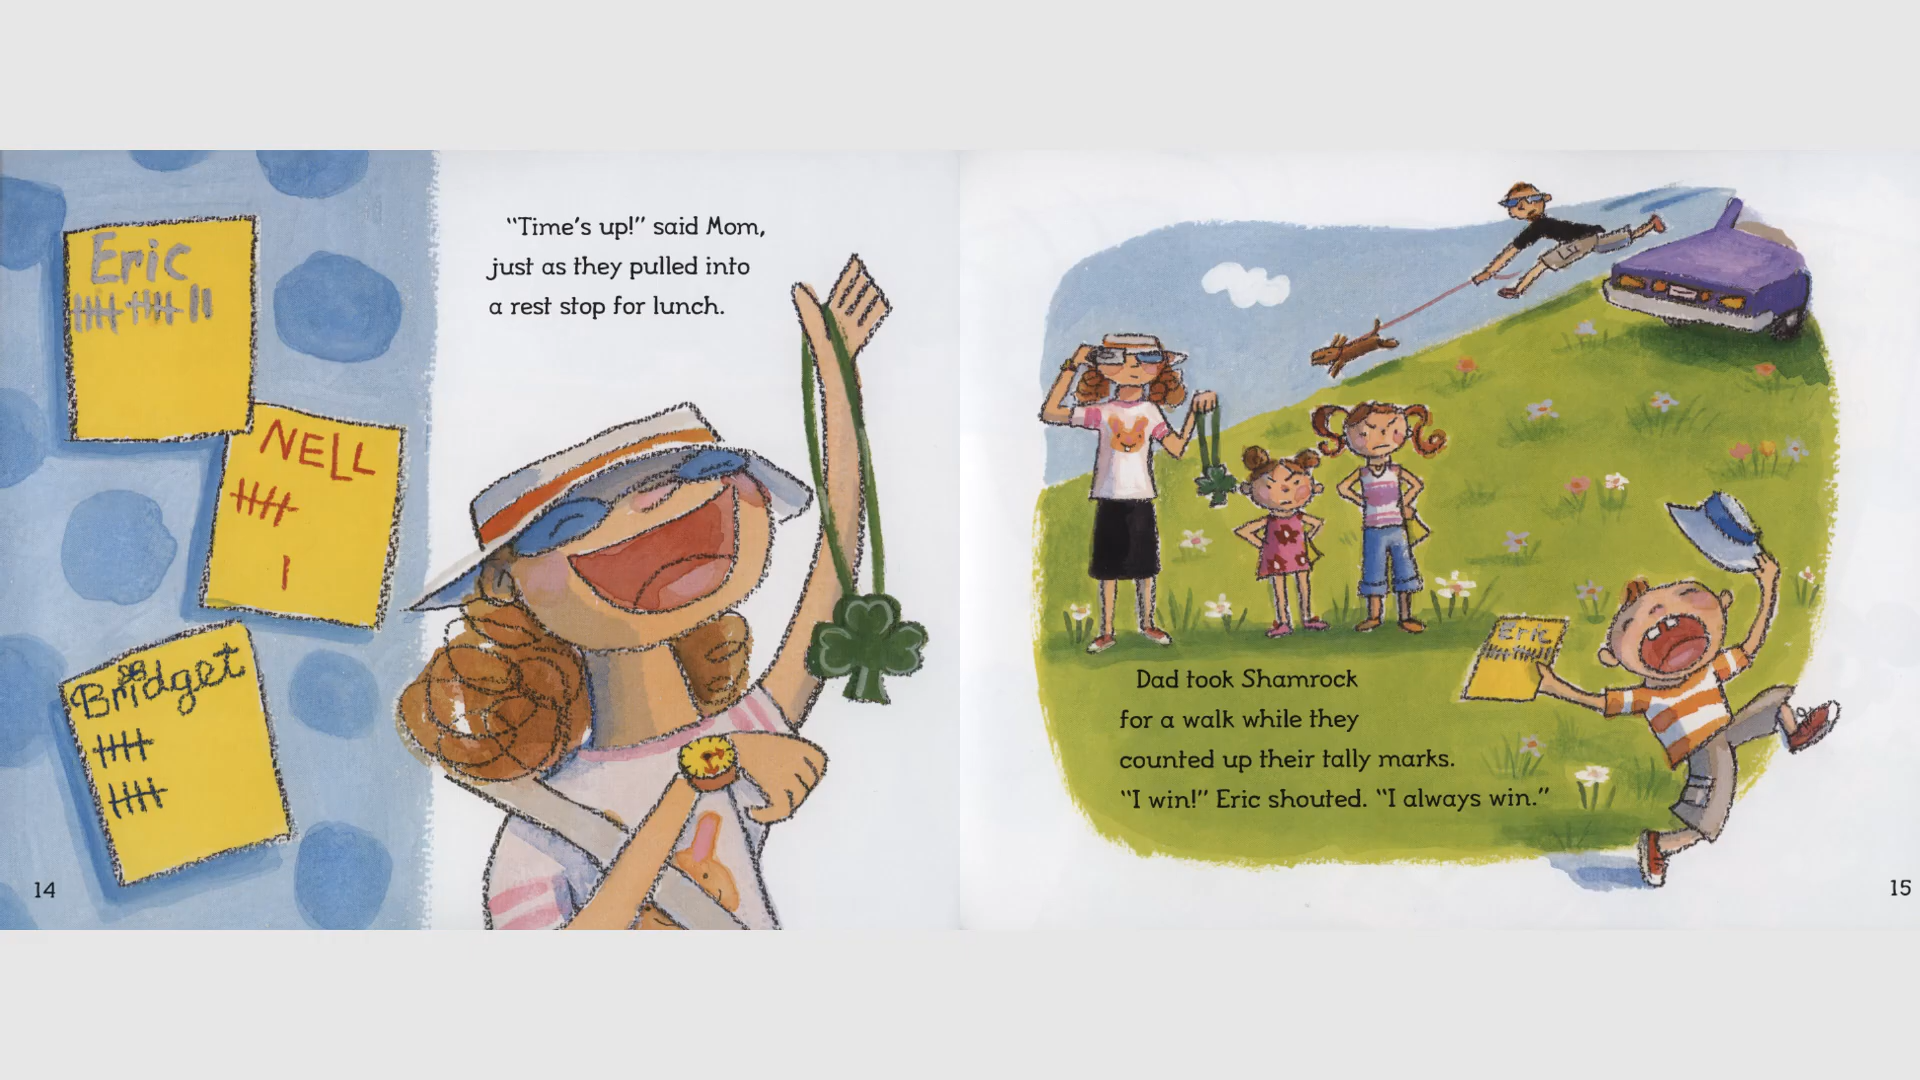 Eric
NELL
Bridget
14
“Time’s up!” said Mom,
just as they pulled into
a rest stop for lunch.
Eric
Dad took Shamrock
for a walk while they
counted up their tally marks.
“I win!” Eric shouted. “I always win.”
15